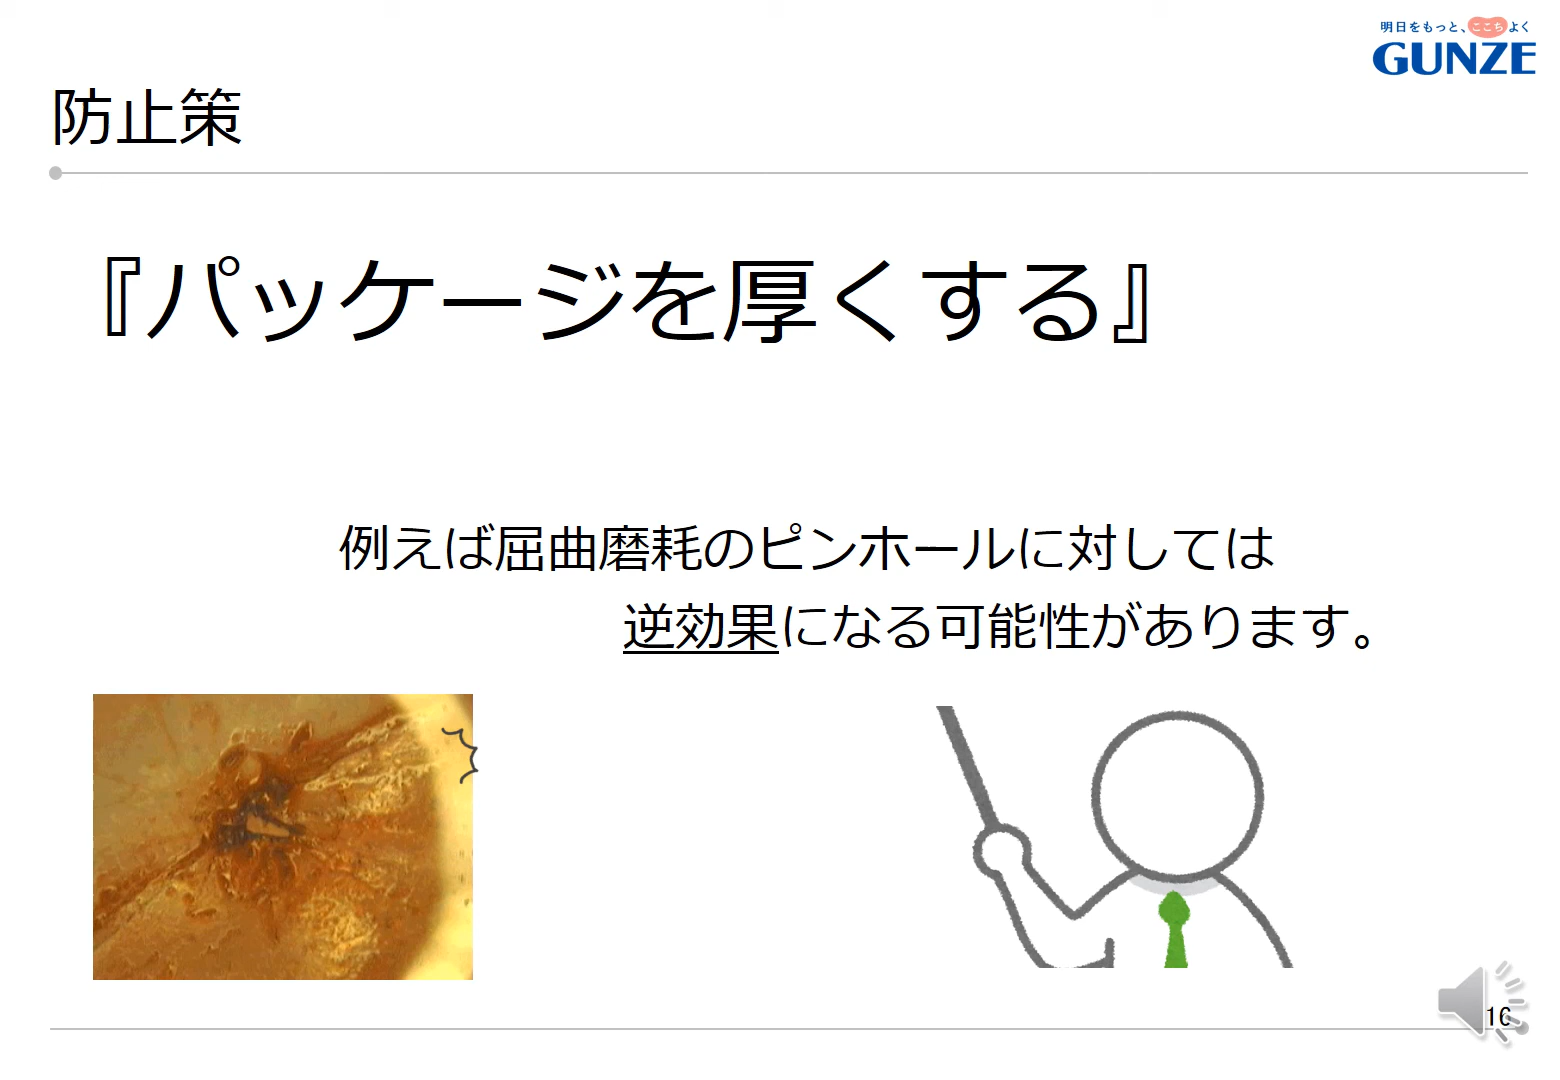 明日をもっと、ここちよく
GUNZE
防止策
『パッケージを厚くする』
例えば屈曲磨耗のピンホールに対しては
逆効果になる可能性があります。
16